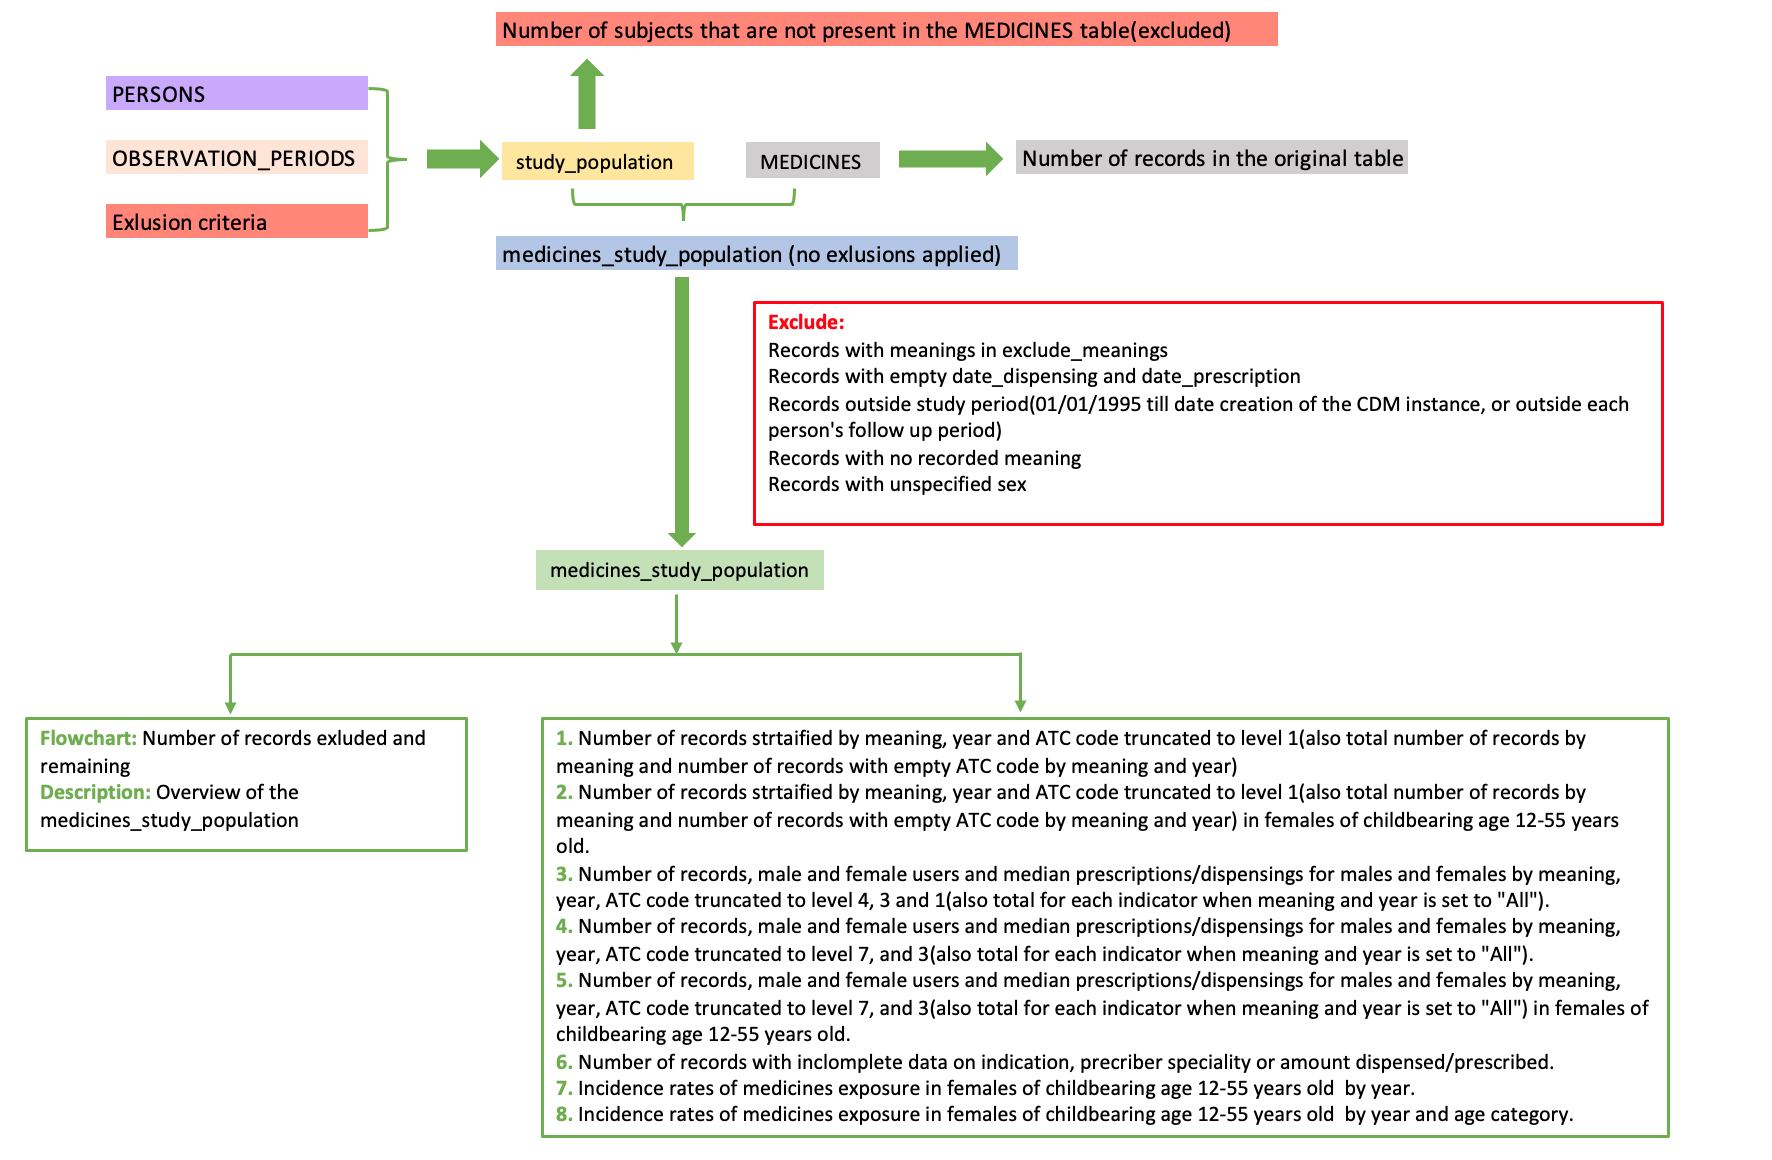 Number of subjects that are not present in the MEDICINES table(excluded)
PERSONS
OBSERVATION_PERIODS
Exlusion criteria
study_population
MEDICINES
Number of records in the original table
medicines_study_population (no exlusions applied)
Exclude:
Records with meanings in exclude_meanings
Records with empty date_dispensing and date_prescription
Records outside study period(01/01/1995 till date creation of the CDM instance, or outside each
person's follow up period)
Records with no recorded meaning
Records with unspecified sex
medicines_study_population
Flowchart: Number of records exluded and
remaining
Description: Overview of the
medicines_study_population
1. Number of records strtaified by meaning, year and ATC code truncated to level 1(also total number of records by
meaning and number of records with empty ATC code by meaning and year)
2. Number of records strtaified by meaning, year and ATC code truncated to level 1(also total number of records by
meaning and number of records with empty ATC code by meaning and year) in females of childbearing age 12-55 years
old.
3. Number of records, male and female users and median prescriptions/dispensings for males and females by meaning,
year, ATC code truncated to level 4, 3 and 1(also total for each indicator when meaning and year is set to "All").
4. Number of records, male and female users and median prescriptions/dispensings for males and females by meaning,
year, ATC code truncated to level 7, and 3(also total for each indicator when meaning and year is set to "All").
5. Number of records, male and female users and median prescriptions/dispensings for males and females by meaning,
year, ATC code truncated to level 7, and 3(also total for each indicator when meaning and year is set to "All") in females of
childbearing age 12-55 years old.
6. Number of records with inclomplete data on indication, precriber speciality or amount dispensed/prescribed.
7. Incidence rates of medicines exposure in females of childbearing age 12-55 years old  by year.
8. Incidence rates of medicines exposure in females of childbearing age 12-55 years old  by year and age category.